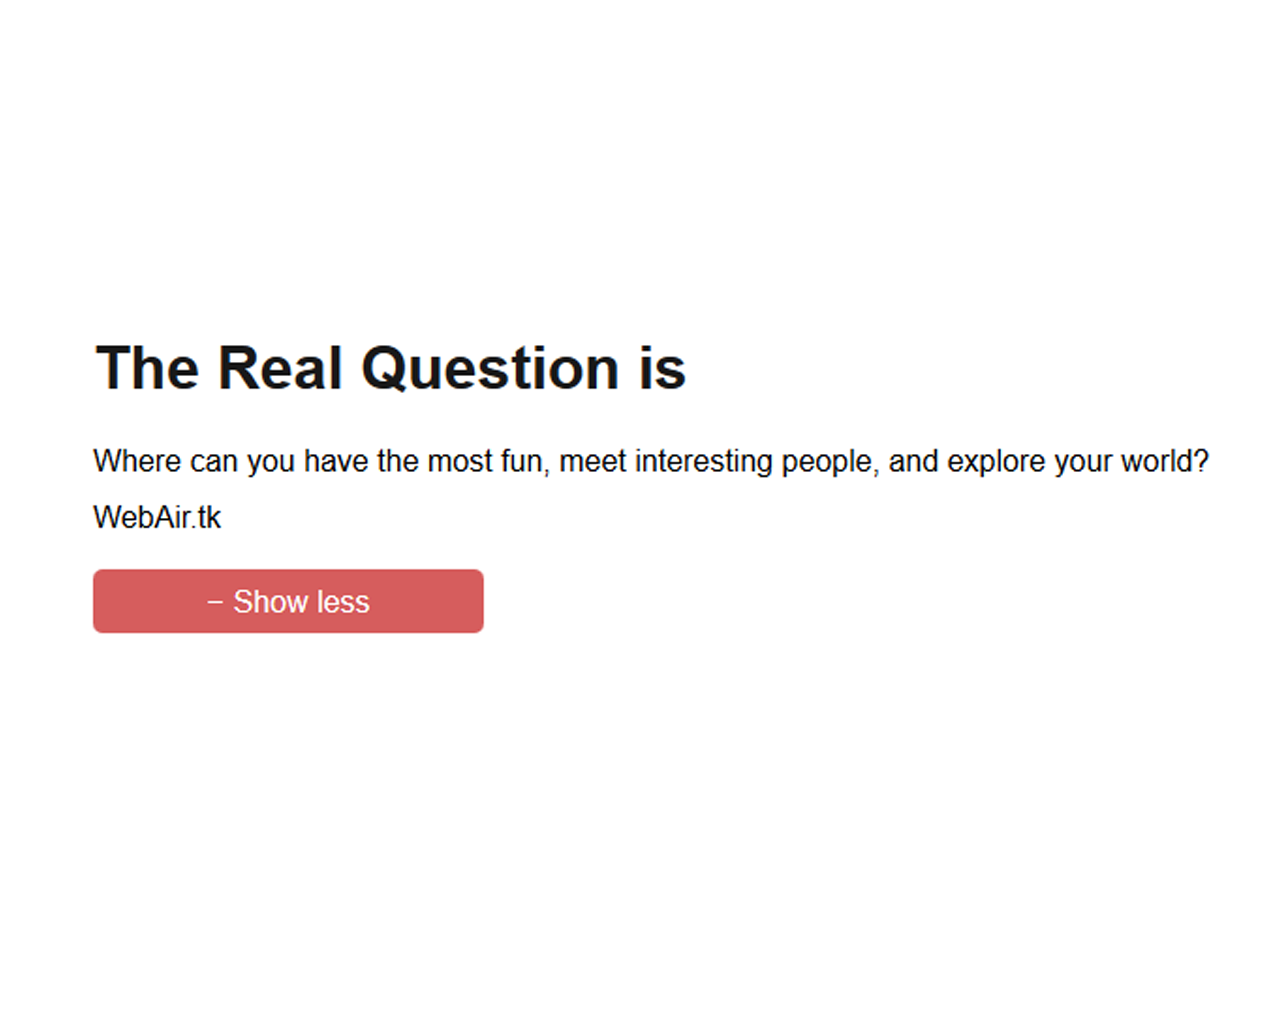 The Real Question is
Where can you have the most fun, meet interesting people, and explore your world?
WebAir.tk
− Show less